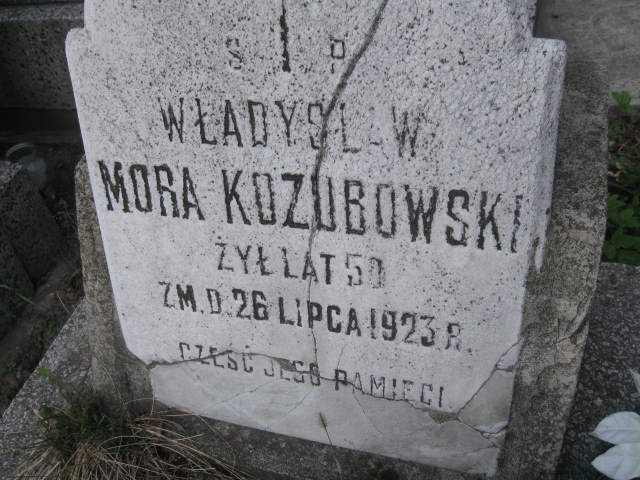 S P
WŁADYSŁAW
MORA KOZUBOWSKI
ŻYŁ LAT 50
ZM. D. 26 LIPCA 1923 R.
CZEŚĆ JEGO PAMIĘCI